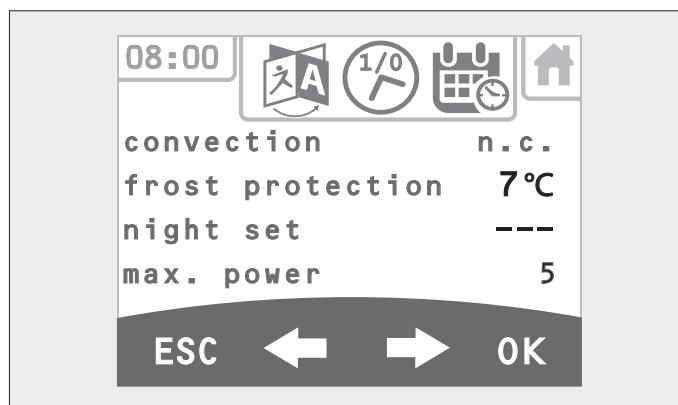 08:00
A
1/0
convection n.c.
frost protection 7°C
night set ---
max. power 5
ESC OK